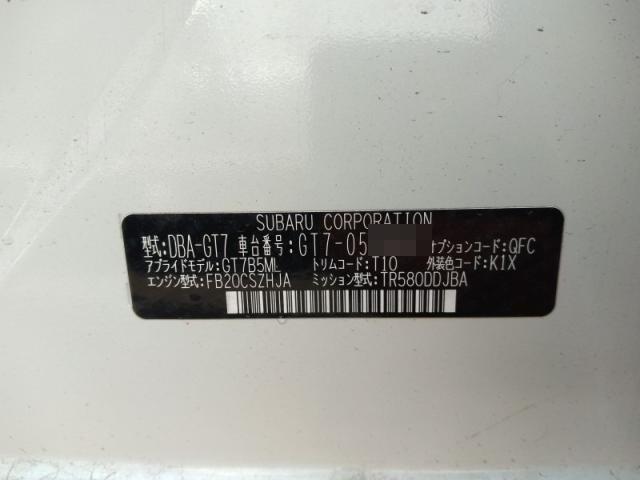 SUBARU CORPORATION
型式:DBA-GT7 車台番号:GT7-05 オプションコード:QFC
アプライドモデル:GT7B5ML トリムコード:T10 外装色コード:K1X
エンジン型式:FB20CSZHJA ミッション型式:TR580DDJBA